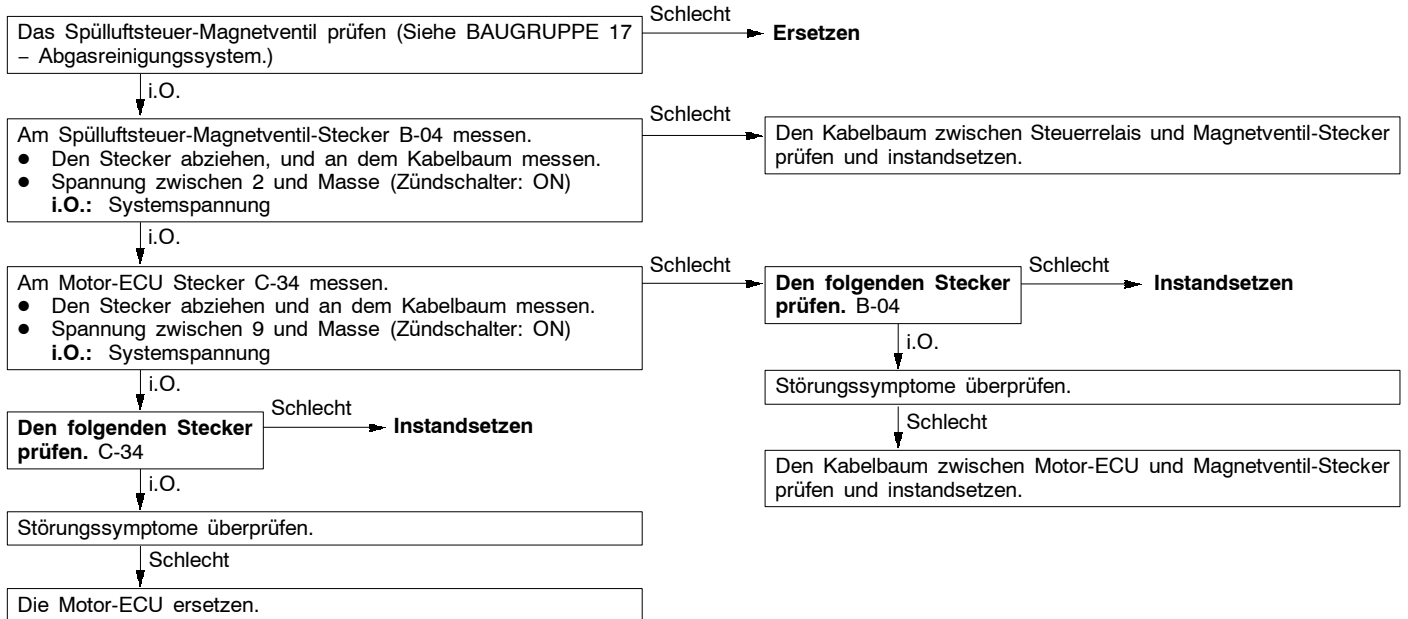 Das Spülluftsteuer-Magnetventil prüfen (Siehe BAUGRUPPE 17
– Abgasreinigungssystem.)
Schlecht
Ersetzen
i.O.
Am Spülluftsteuer-Magnetventil-Stecker B-04 messen.
● Den Stecker abziehen, und an dem Kabelbaum messen.
● Spannung zwischen 2 und Masse (Zündschalter: ON)
i.O.: Systemspannung
Schlecht
Den Kabelbaum zwischen Steuerrelais und Magnetventil-Stecker
prüfen und instandsetzen.
i.O.
Am Motor-ECU Stecker C-34 messen.
● Den Stecker abziehen und an dem Kabelbaum messen.
● Spannung zwischen 9 und Masse (Zündschalter: ON)
i.O.: Systemspannung
Schlecht
Den folgenden Stecker
prüfen. B-04
Schlecht
Instandsetzen
i.O.
Störungssymptome überprüfen.
Schlecht
Den Kabelbaum zwischen Motor-ECU und Magnetventil-Stecker
prüfen und instandsetzen.
i.O.
Den folgenden Stecker
prüfen. C-34
Schlecht
Instandsetzen
i.O.
Störungssymptome überprüfen.
Schlecht
Die Motor-ECU ersetzen.